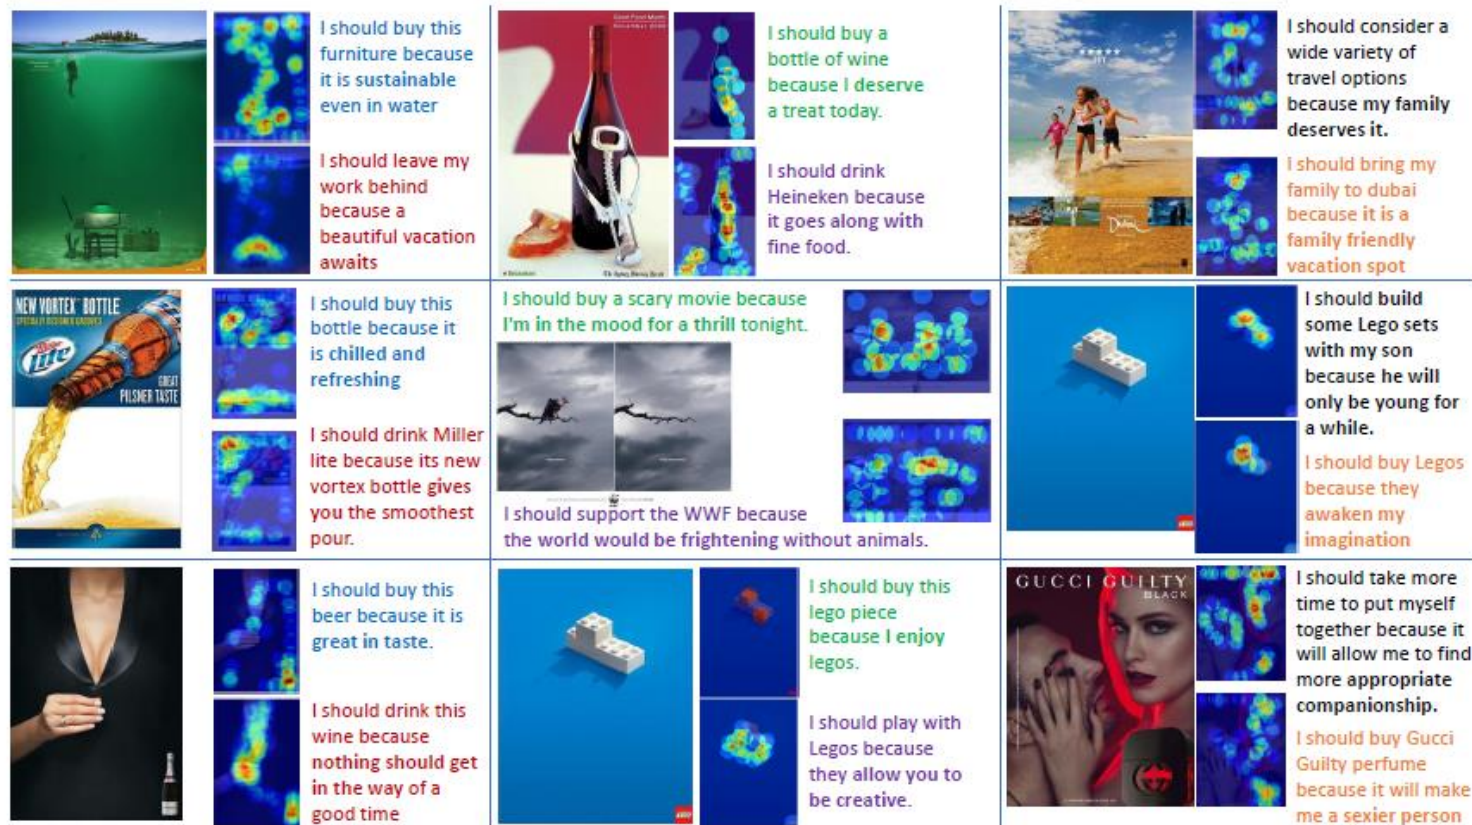 I should buy this
furniture because
it is sustainable
even in water
I should leave my
work behind
because a
beautiful vacation
awaits
Good Food Month
I should buy a
bottle of wine
because I deserve
a treat today.
I should drink
Heineken because
it goes along with
fine food.
Dubai
I should consider a
wide variety of
travel options
because my family
deserves it.
I should bring my
family to dubai
because it is a
family friendly
vacation spot
NEW VORTEX BOTTLE
SPECIALLY DESIGNED GROOVES
Lite
GREAT
PILSNER TASTE
I should buy this
bottle because it
is chilled and
refreshing
I should drink Miller
lite because its new
vortex bottle gives
you the smoothest
pour.
I should buy a scary movie because
I'm in the mood for a thrill tonight.
I should support the WWF because
the world would be frightening without animals.
I should build
some Lego sets
with my son
because he will
only be young for
a while.
I should buy Legos
because they
awaken my
imagination
I should buy this
beer because it is
great in taste.
I should drink this
wine because
nothing should get
in the way of a
good time
I should buy this
lego piece
because I enjoy
legos.
I should play with
Legos because
they allow you to
be creative.
GUCCI GUILTY
BLACK
I should take more
time to put myself
together because it
will allow me to find
more appropriate
companionship.
I should buy Gucci
Guilty perfume
because it will make
me a sexier person